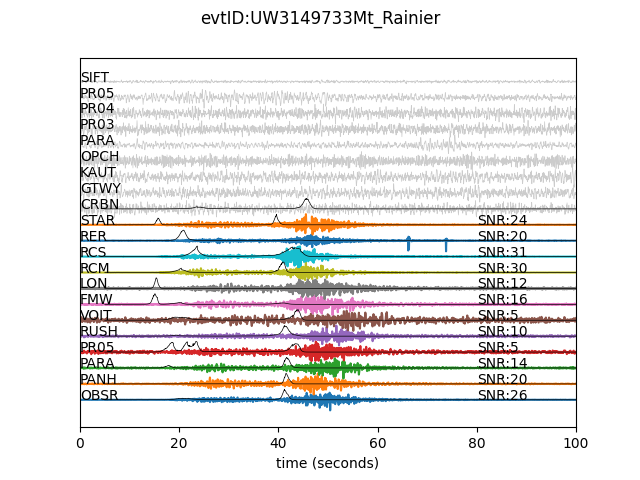 evtID:UW3149733Mt_Rainier
SIFT
PR05
PR04
PR03
PARA
OPCH
KAUT
GTWY
CRBN
STAR SNR:24
RER SNR:20
RCS SNR:31
RCM SNR:30
LON SNR:12
FMW SNR:16
VOIT SNR:5
RUSH SNR:10
PR05 SNR:5
PARA SNR:14
PANH SNR:20
OBSR SNR:26
0 20 40 60 80 100
time (seconds)